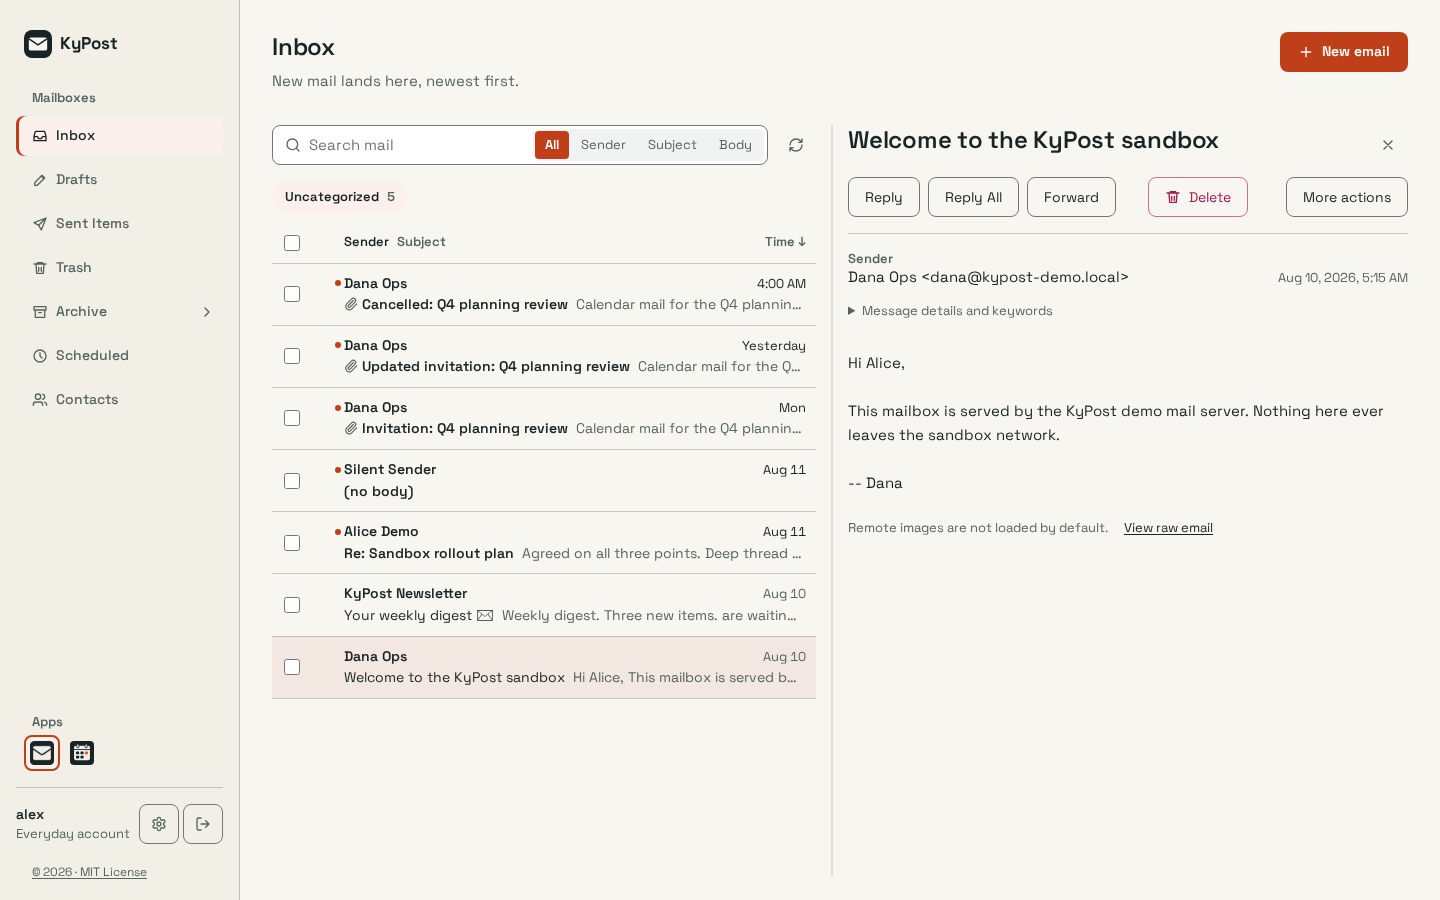 KyPost
Mailboxes
Inbox
Drafts
Sent Items
Trash
Archive
Scheduled
Contacts
Apps
alex
Everyday account
© 2026 · MIT License
Inbox
New mail lands here, newest first.
New email
Search mail
All Sender Subject Body
Uncategorized 5
Sender Subject Time ↓
Dana Ops 4:00 AM
Cancelled: Q4 planning review Calendar mail for the Q4 plannin...
Dana Ops Yesterday
Updated invitation: Q4 planning review Calendar mail for the Q...
Dana Ops Mon
Invitation: Q4 planning review Calendar mail for the Q4 plannin...
Silent Sender Aug 11
(no body)
Alice Demo Aug 11
Re: Sandbox rollout plan Agreed on all three points. Deep thread ...
KyPost Newsletter Aug 10
Your weekly digest ✉ Weekly digest. Three new items. are waitin...
Dana Ops Aug 10
Welcome to the KyPost sandbox Hi Alice, This mailbox is served b...
Welcome to the KyPost sandbox
Reply Reply All Forward Delete More actions
Sender
Dana Ops <dana@kypost-demo.local> Aug 10, 2026, 5:15 AM
Message details and keywords
Hi Alice,
This mailbox is served by the KyPost demo mail server. Nothing here ever
leaves the sandbox network.
-- Dana
Remote images are not loaded by default. View raw email